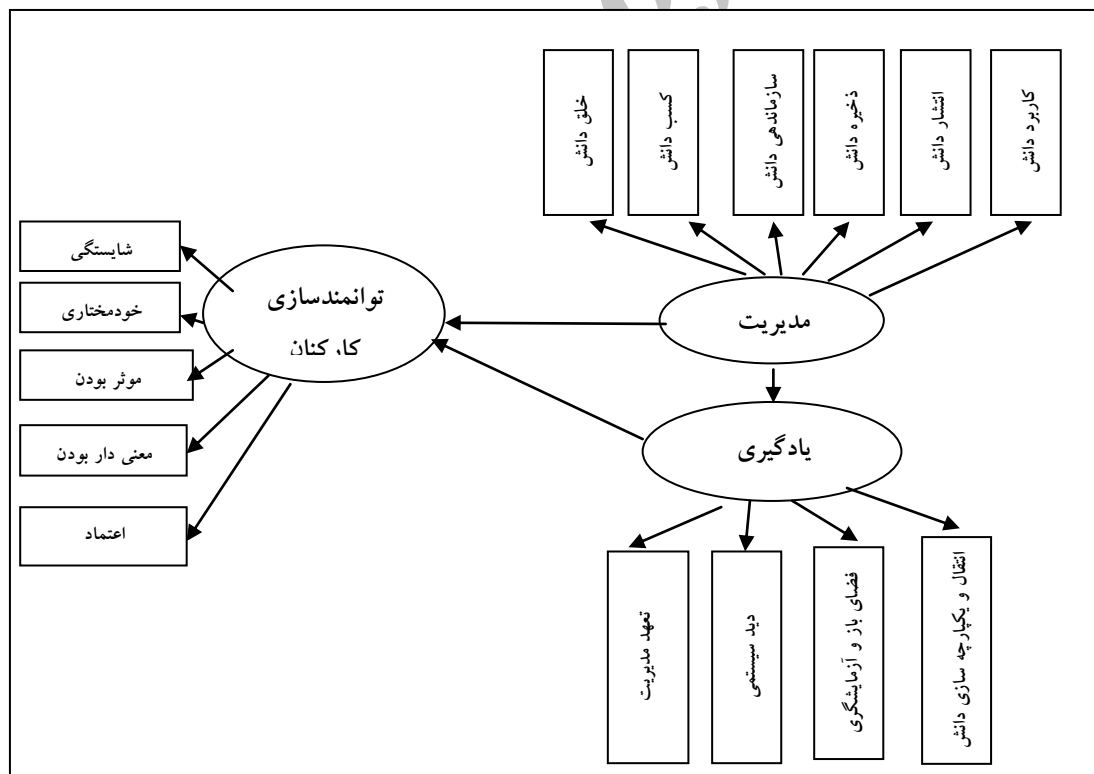 کاربرد دانش
انتشار دانش
ذخیره دانش
سازماندهی دانش
کسب دانش
خلق دانش
مدیریت
توانمندسازی
کارکنان
شایستگی
خودمختاری
موثر بودن
معنی دار بودن
اعتماد
یادگیری
انتقال و یکپارچه سازی دانش
فضای باز و آزمایشگری
دید سیستمی
تعهد مدیریت